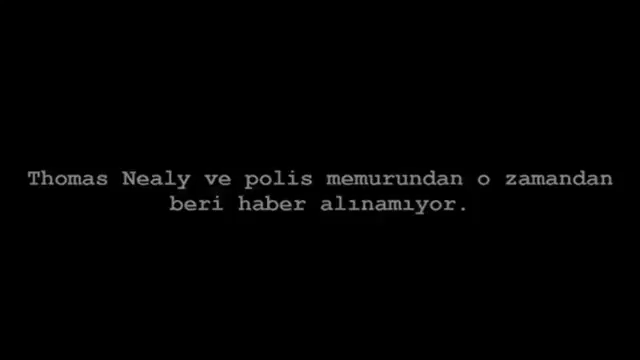 Thomas Nealy ve polis memurundan o zamandan
beri haber alınamıyor.